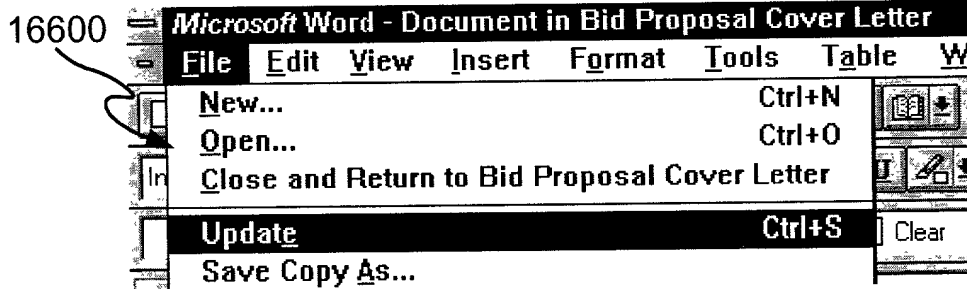 16600
Microsoft Word - Document in Bid Proposal Cover Letter
File Edit View Insert Format Tools Table W
New... Ctrl+N
Open... Ctrl+O
In Close and Return to Bid Proposal Cover Letter U
Update Ctrl+S Clear
Save Copy As...